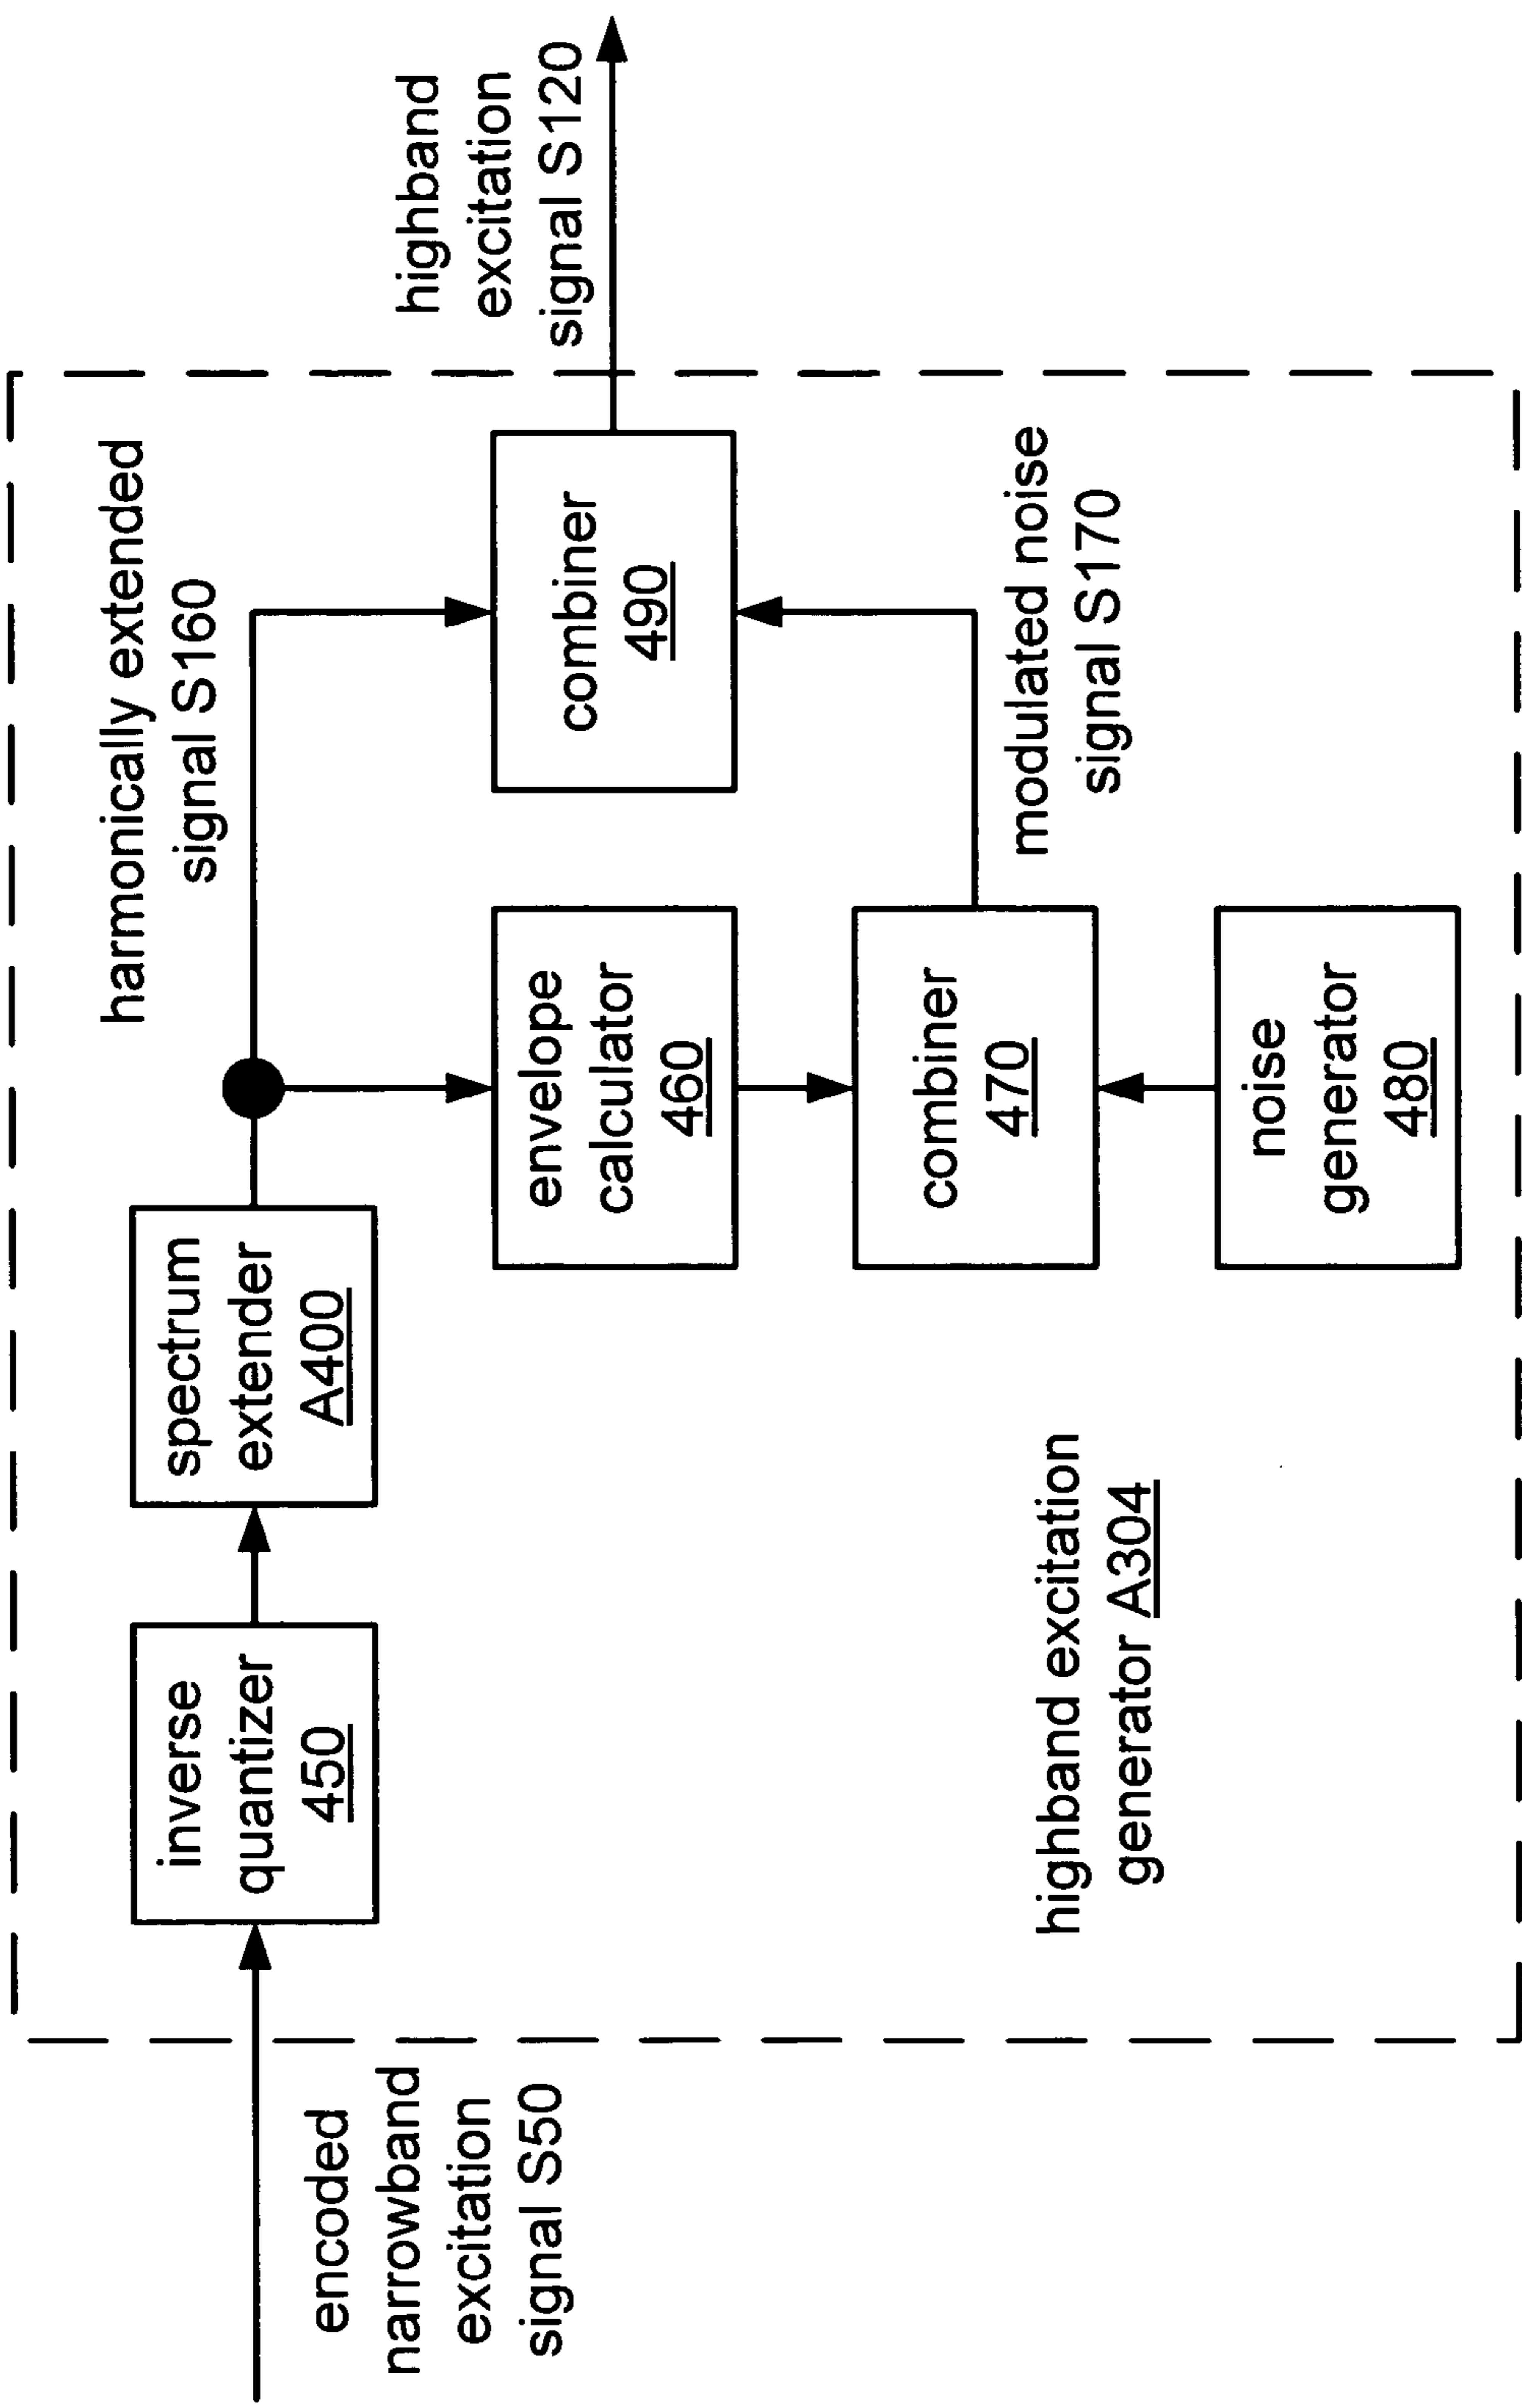 encoded
narrowband
excitation
signal S50
inverse
quantizer
450
spectrum
extender
A400
harmonically extended
signal S160
envelope
calculator
460
combiner
470
noise
generator
480
modulated noise
signal S170
combiner
490
highband
excitation
signal S120
highband excitation
generator A304